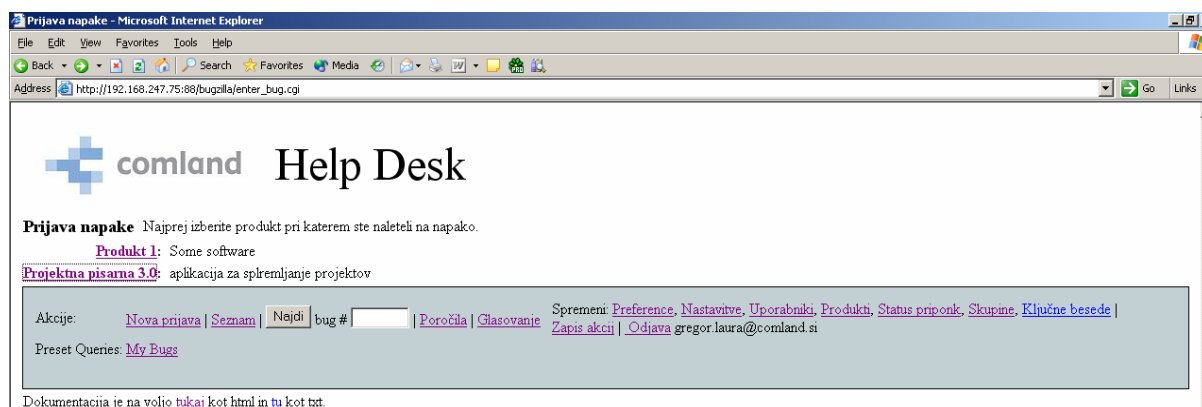 Prijava napake - Microsoft Internet Explorer
File Edit View Favorites Tools Help
Back Search Favorites Media
Address http://192.168.247.75:88/bugzilla/enter_bug.cgi Go Links
comland Help Desk
Prijava napake Najprej izberite produkt pri katerem ste naleteli na napako.
Produkt 1: Some software
Projektna pisarna 3.0: aplikacija za splremljanje projektov
Akcije: Nova prijava | Seznam | Najdi bug # | Poročila | Glasovanje
Spremeni: Preference, Nastavitve, Uporabniki, Produkti, Status priponk, Skupine, Ključne besede |
Zapis akcij | Odjava gregor.laura@comland.si
Preset Queries: My Bugs
Dokumentacija je na voljo tukaj kot html in tu kot txt.